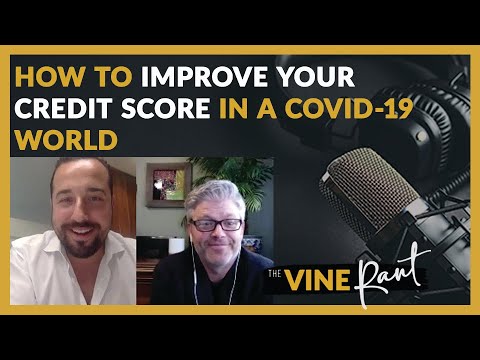 HOW TO IMPROVE YOUR
CREDIT SCORE IN A COVID-19
WORLD
THE VINE Rant